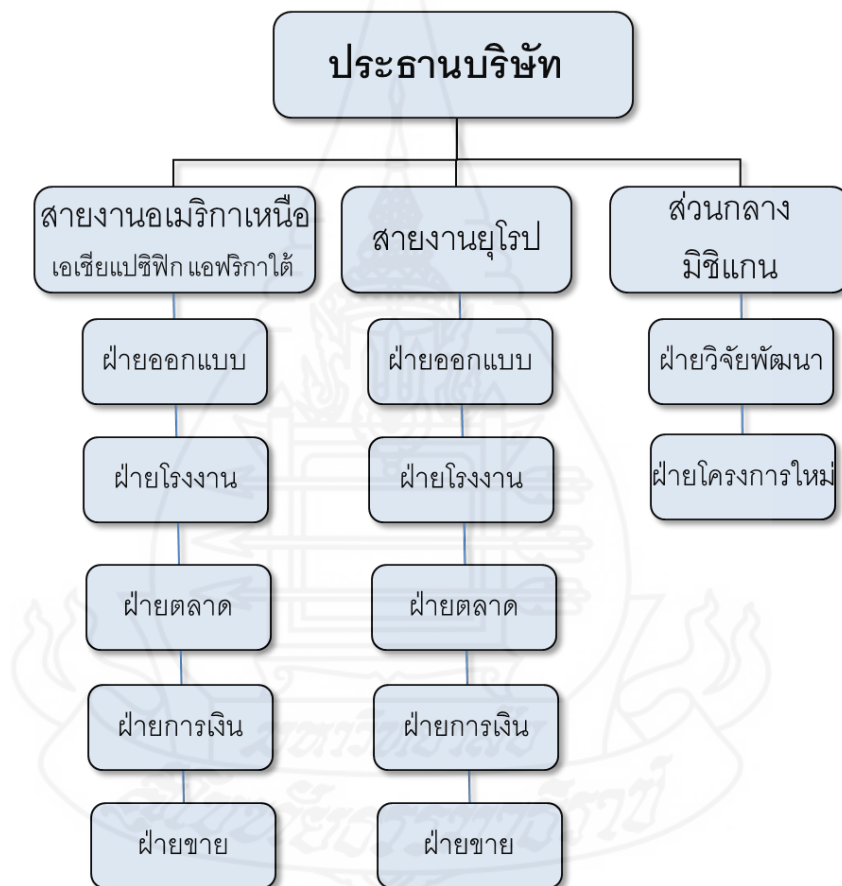 ประธานบริษัท
สายงานอเมริกาเหนือ
เอเชียแปซิฟิก แอฟริกาใต้
สายงานยุโรป
ส่วนกลาง
มิชิแกน
ฝ่ายออกแบบ
ฝ่ายออกแบบ
ฝ่ายวิจัยพัฒนา
ฝ่ายโรงงาน
ฝ่ายโรงงาน
ฝ่ายโครงการใหม่
ฝ่ายตลาด
ฝ่ายตลาด
ฝ่ายการเงิน
ฝ่ายการเงิน
ฝ่ายขาย
ฝ่ายขาย